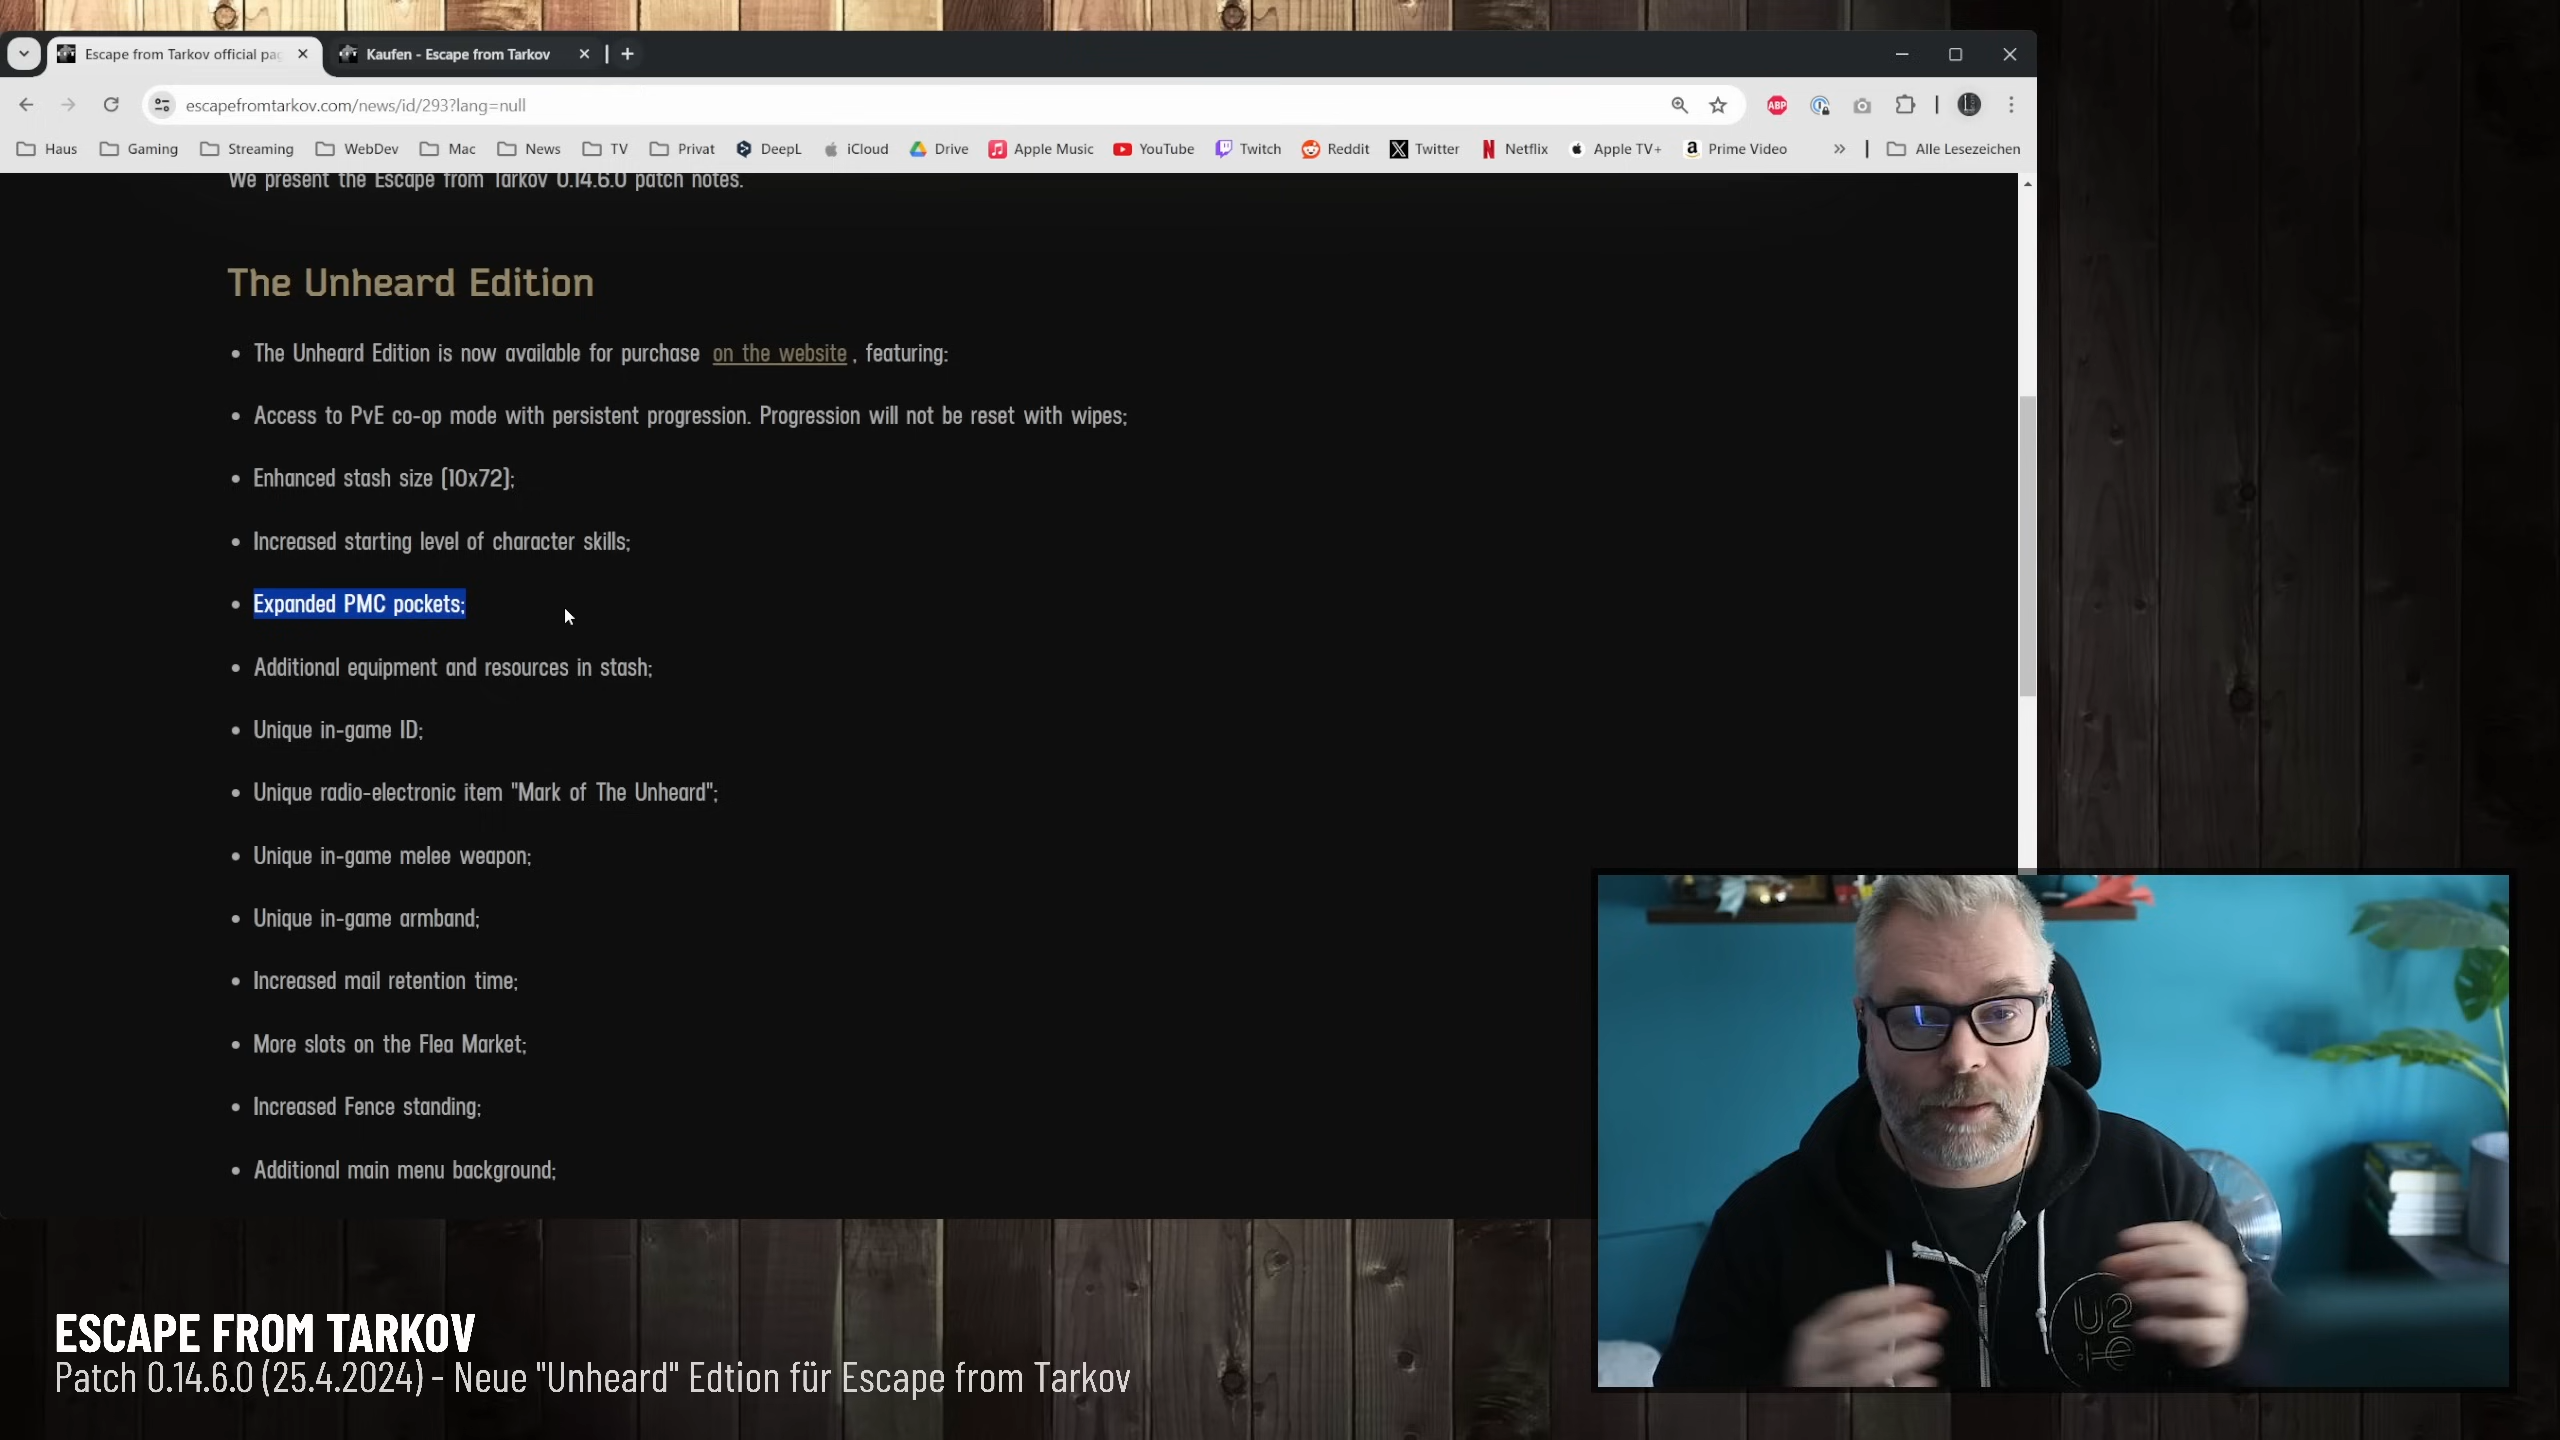 Escape from Tarkov official pag
Kaufen - Escape from Tarkov
escapefromtarkov.com/news/id/293?lang=null
ABP
Haus Gaming Streaming WebDev Mac News TV Privat DeepL iCloud Drive Apple Music YouTube Twitch Reddit Twitter Netflix Apple TV+ Prime Video » Alle Lesezeichen
We present the Escape from Tarkov 0.14.6.0 patch notes.
The Unheard Edition
• The Unheard Edition is now available for purchase on the website , featuring:
• Access to PvE co-op mode with persistent progression. Progression will not be reset with wipes;
• Enhanced stash size (10x72);
• Increased starting level of character skills;
• Expanded PMC pockets;
• Additional equipment and resources in stash;
• Unique in-game ID;
• Unique radio-electronic item "Mark of The Unheard";
• Unique in-game melee weapon;
• Unique in-game armband;
• Increased mail retention time;
• More slots on the Flea Market;
• Increased Fence standing;
• Additional main menu background;
ESCAPE FROM TARKOV
Patch 0.14.6.0 (25.4.2024) - Neue "Unheard" Edtion für Escape from Tarkov
U2